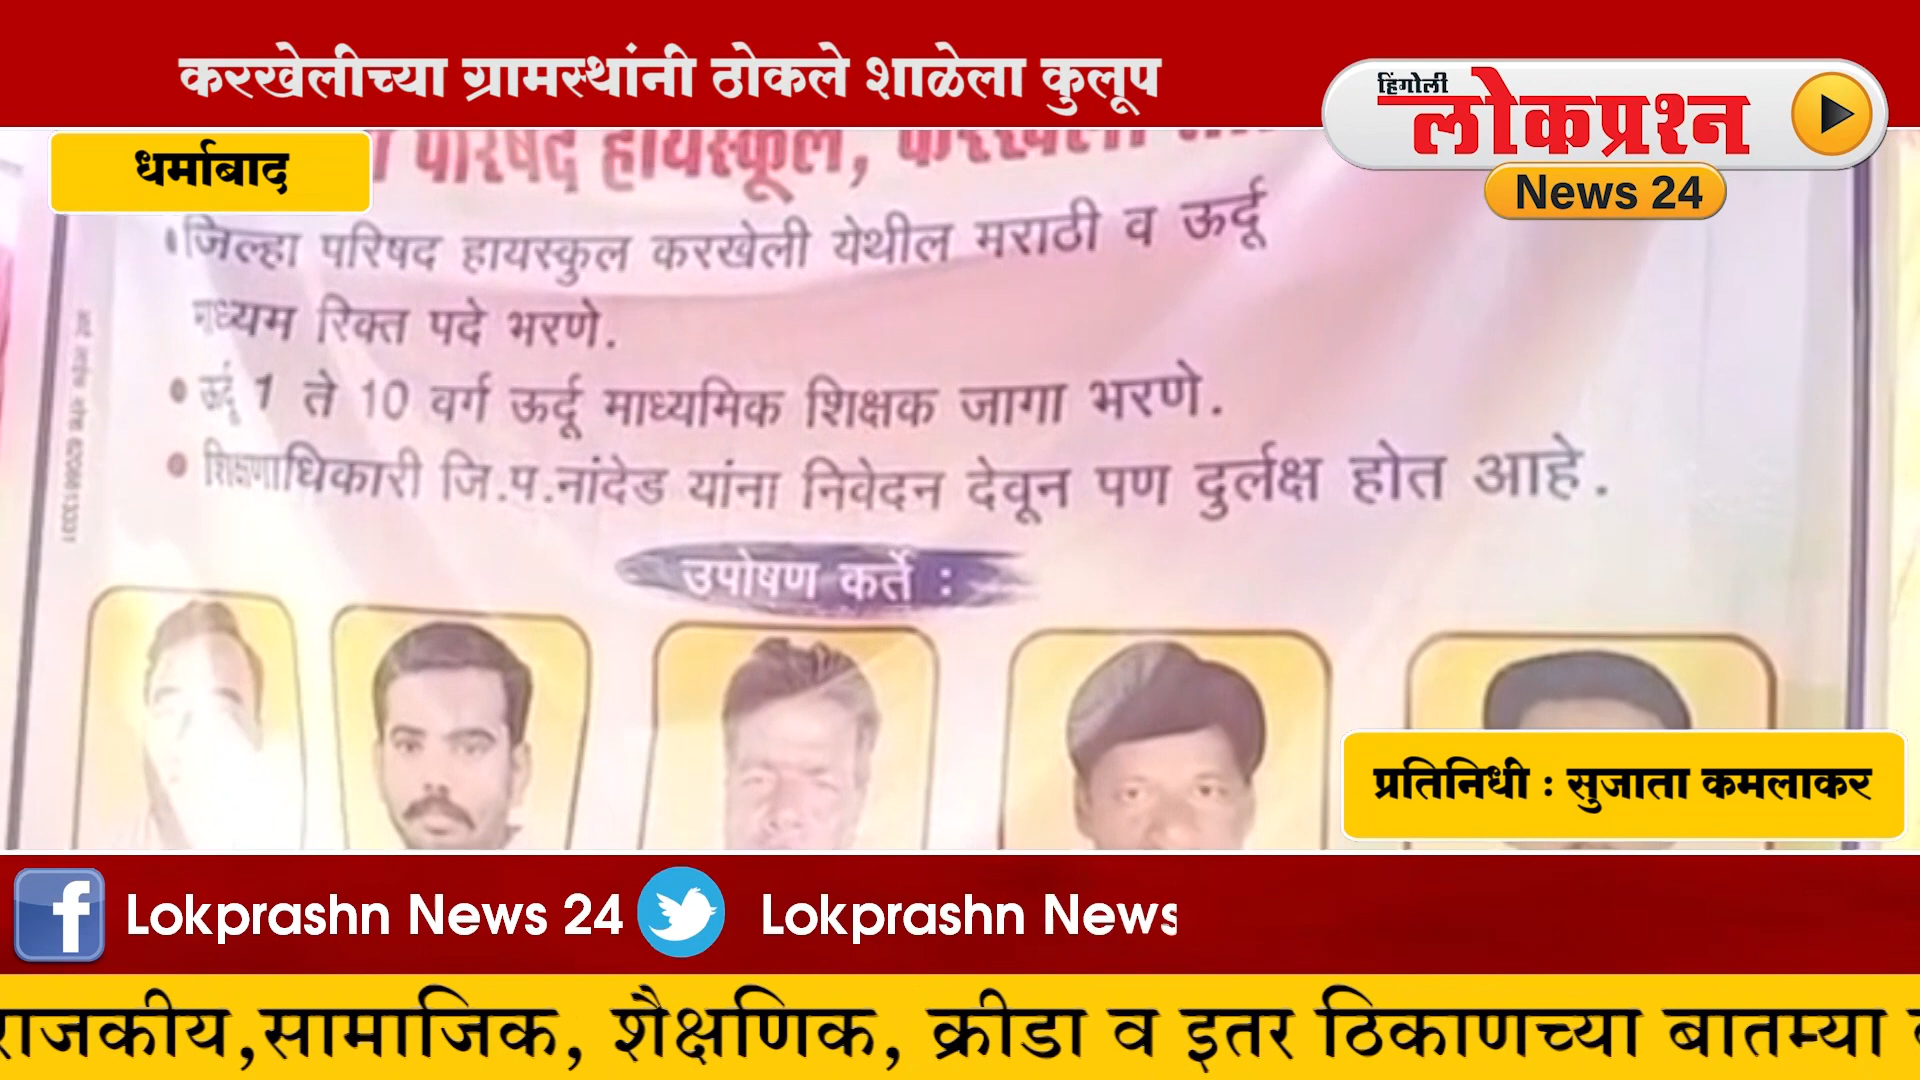 करखेलीच्या ग्रामस्थांनी ठोकले शाळेला कुलूप
हिंगोली
लोकप्रश्न
News 24
धर्माबाद
परिषद हायस्कूल, करखेली
जिल्हा परिषद हायस्कुल करखेली येथील मराठी व ऊर्दू
माध्यम रिक्त पदे भरणे.
ऊर्दू 1 ते 10 वर्ग ऊर्दू माध्यमिक शिक्षक जागा भरणे.
शिक्षणाधिकारी जि.प.नांदेड यांना निवेदन देवून पण दुर्लक्ष होत आहे.
उपोषण कर्ते :
प्रतिनिधी : सुजाता कमलाकर
Lokprashn News 24 Lokprashn News
राजकीय,सामाजिक, शैक्षणिक, क्रीडा व इतर ठिकाणच्या बातम्या